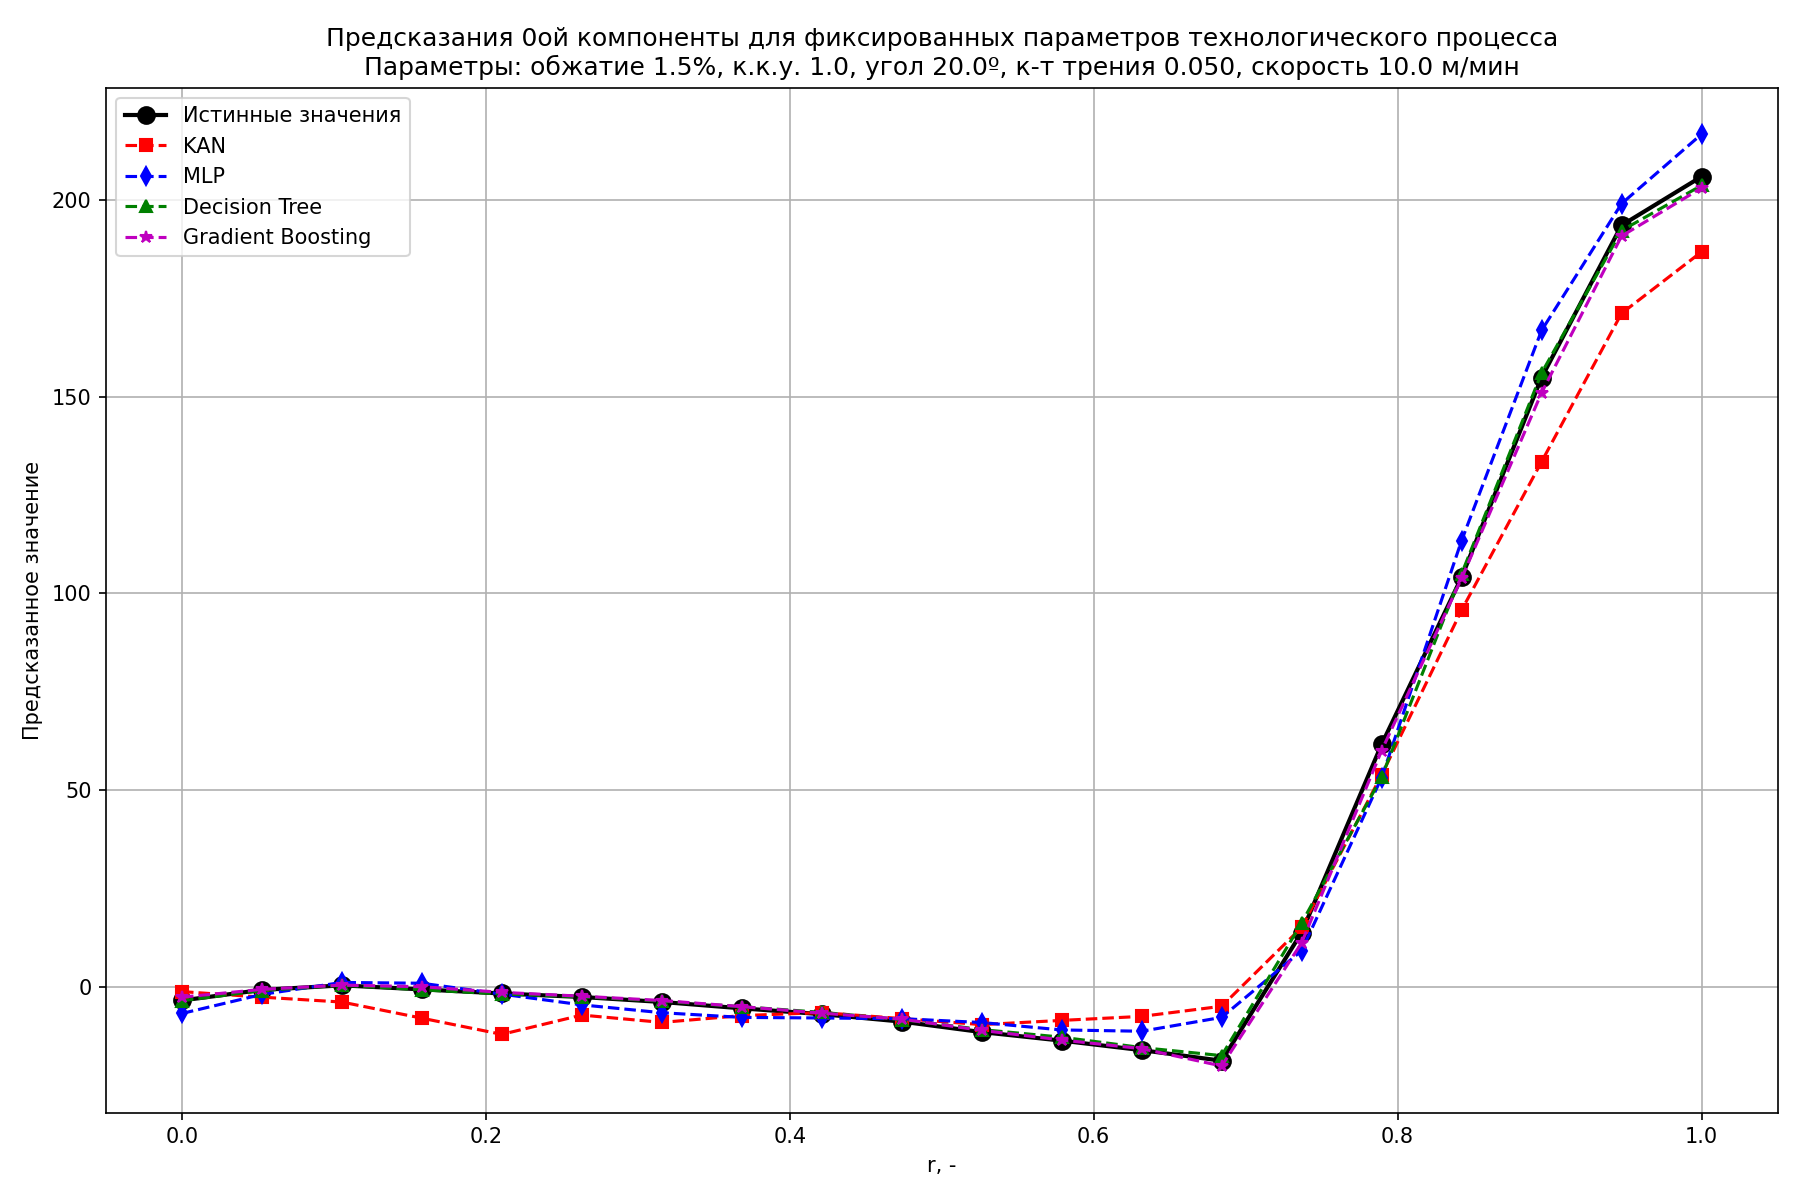 Предсказания 0ой компоненты для фиксированных параметров технологического процесса
Параметры: обжатие 1.5%, к.к.у. 1.0, угол 20.0º, к-т трения 0.050, скорость 10.0 м/мин
Истинные значения
KAN
MLP
Decision Tree
Gradient Boosting
Предсказанное значение
200
150
100
50
0
0.0
0.2
0.4
0.6
0.8
1.0
r, -